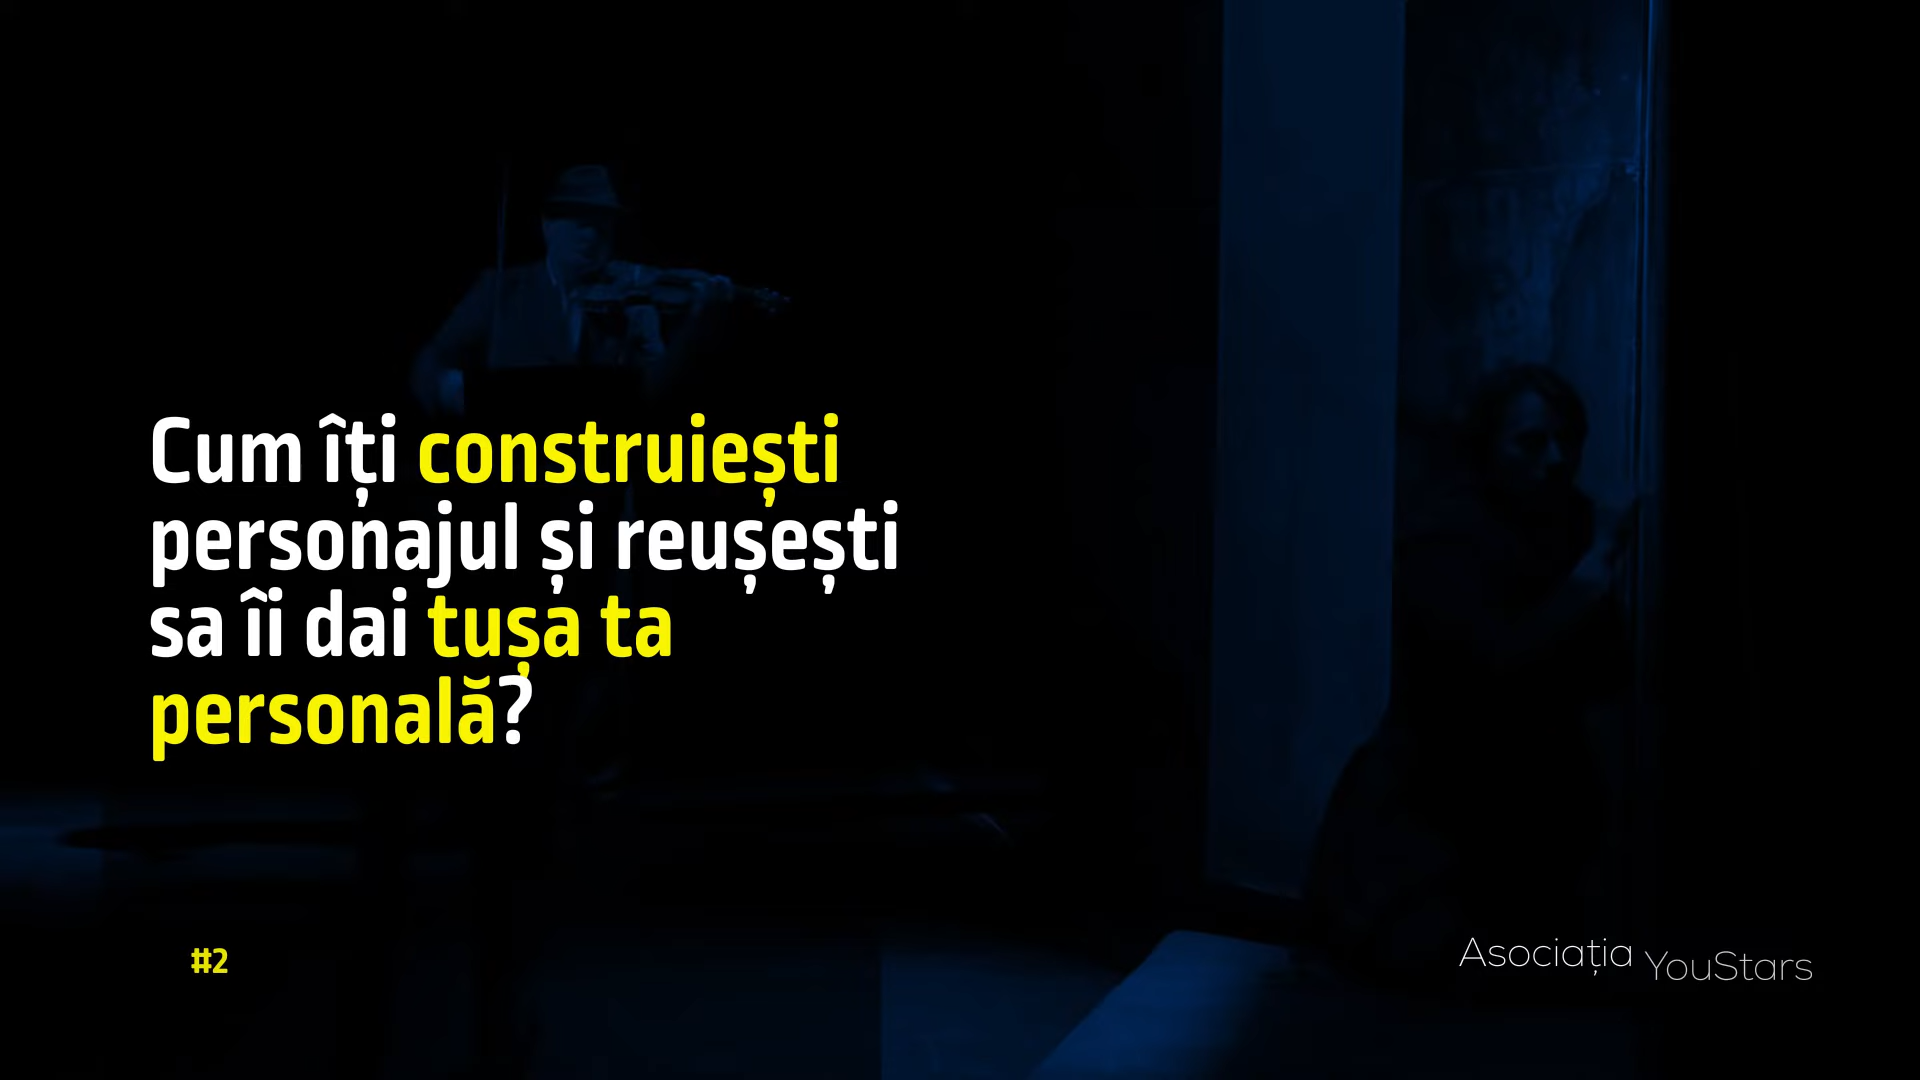 Cum îți construiești
personajul și reușești
sa îi dai tușa ta
personală?
#2
Asociația YouStars